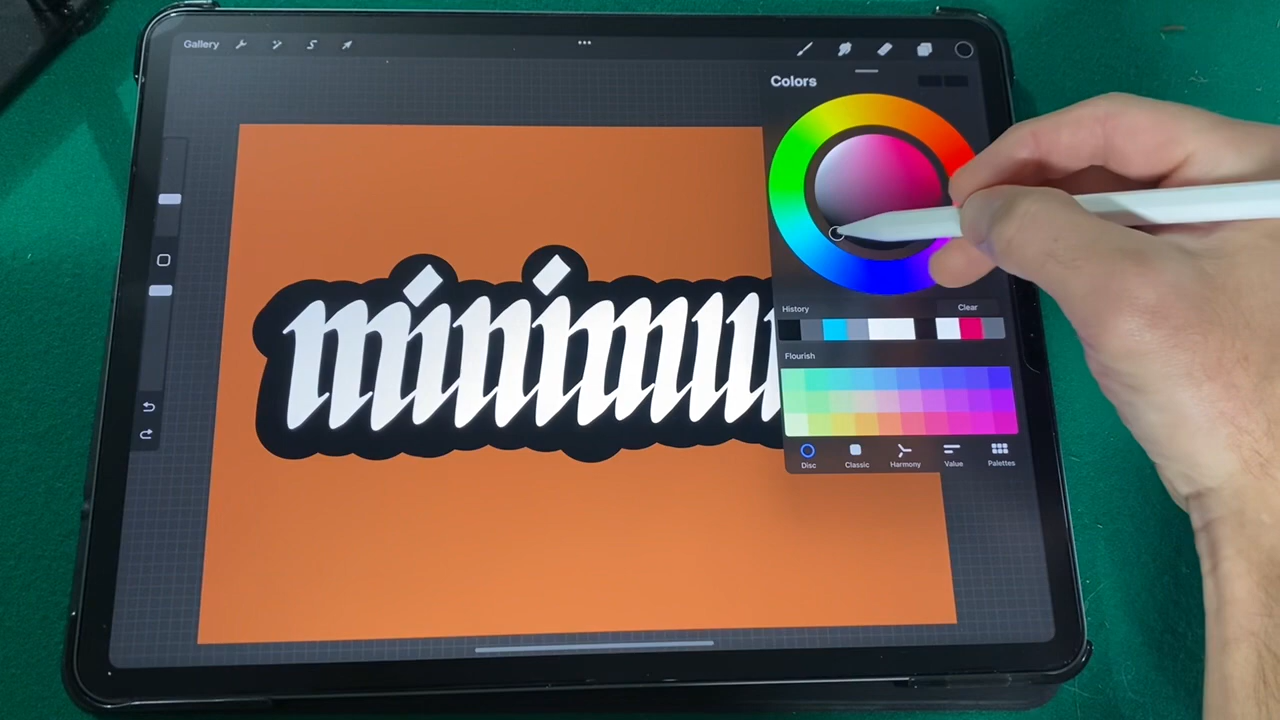 Gallery
Colors
minimu
History
Clear
Flourish
Disc
Classic
Harmony
Value
Palettes